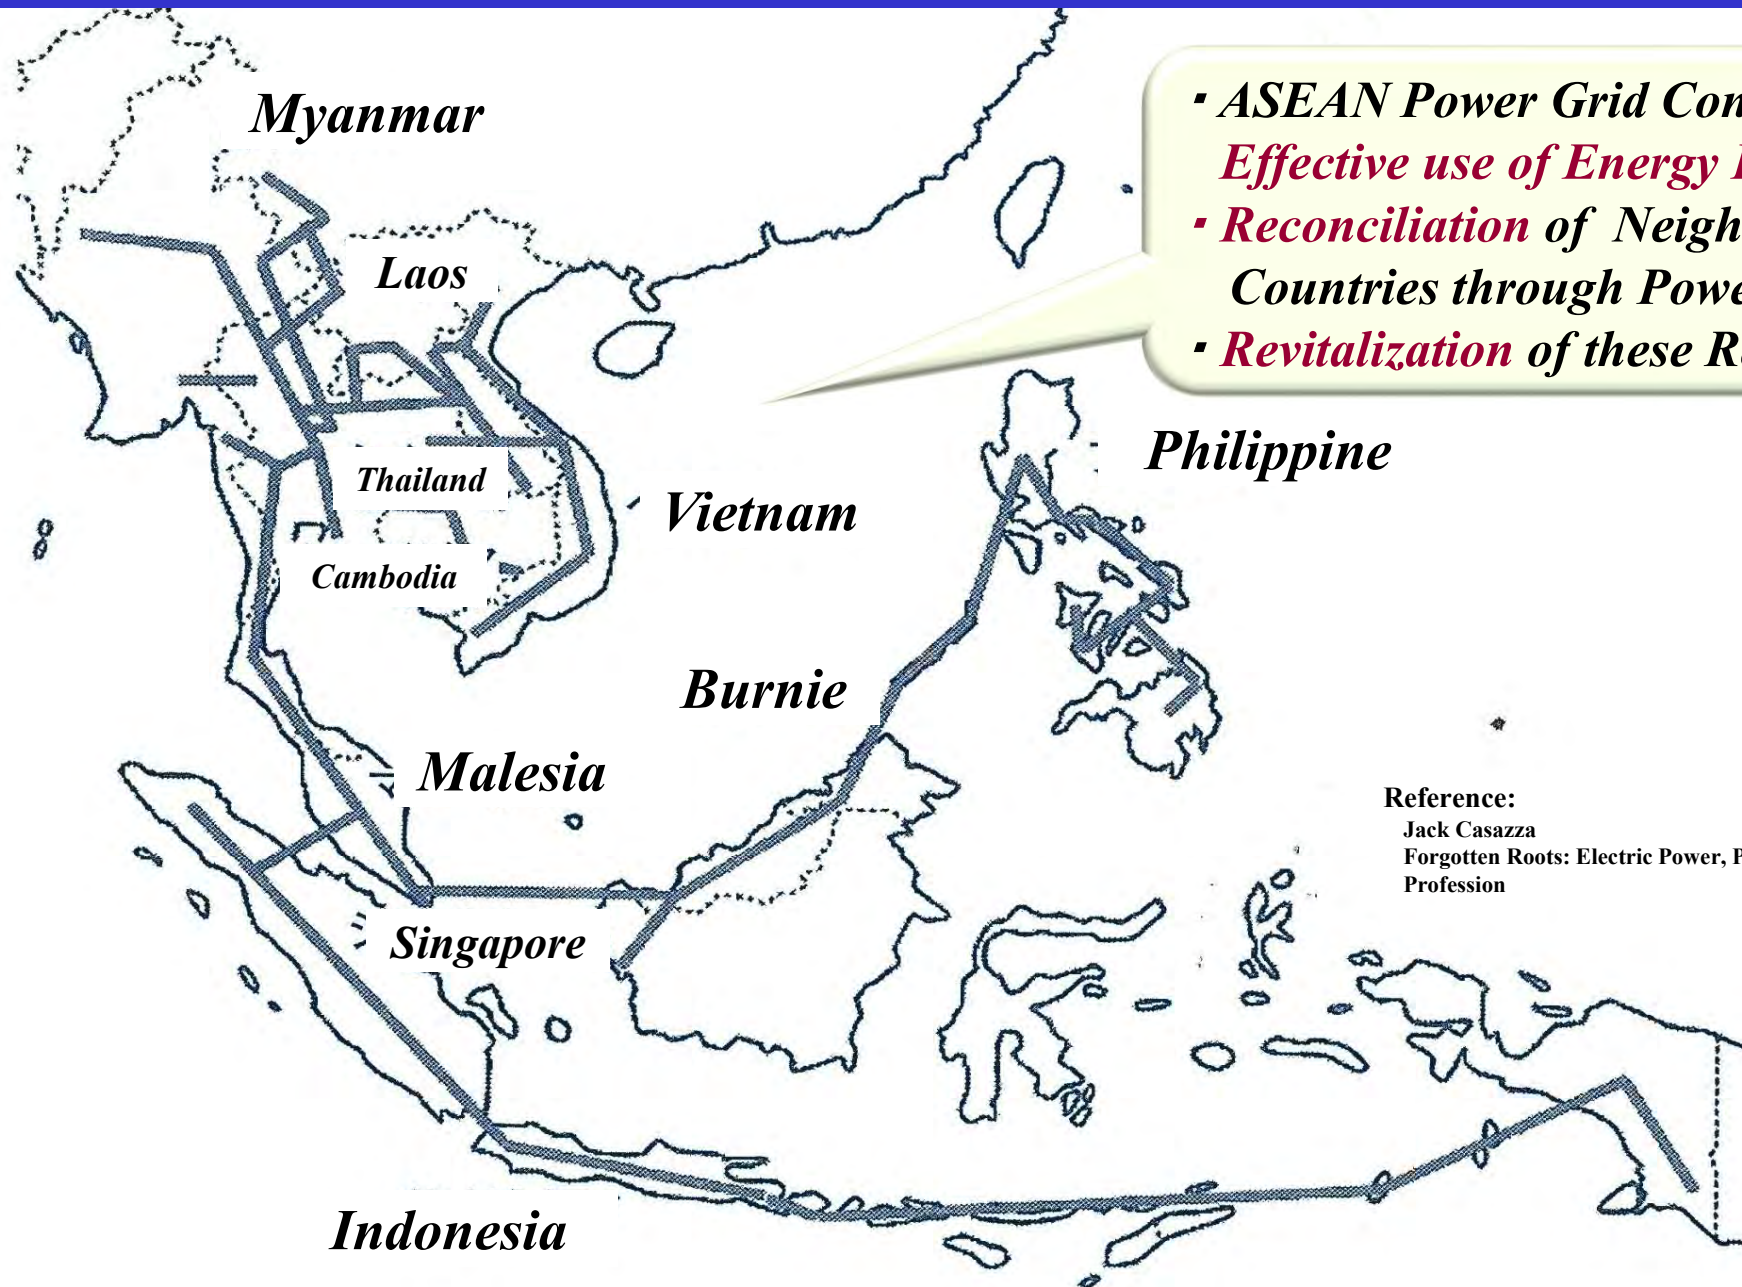 Myanmar
▪ ASEAN Power Grid Con
Effective use of Energy
▪ Reconciliation of Neigh
Countries through Powe
▪ Revitalization of these R
Laos
Philippine
Thailand
Vietnam
Cambodia
Burnie
Malesia
Reference:
Jack Casazza
Forgotten Roots: Electric Power, P
Profession
Singapore
Indonesia